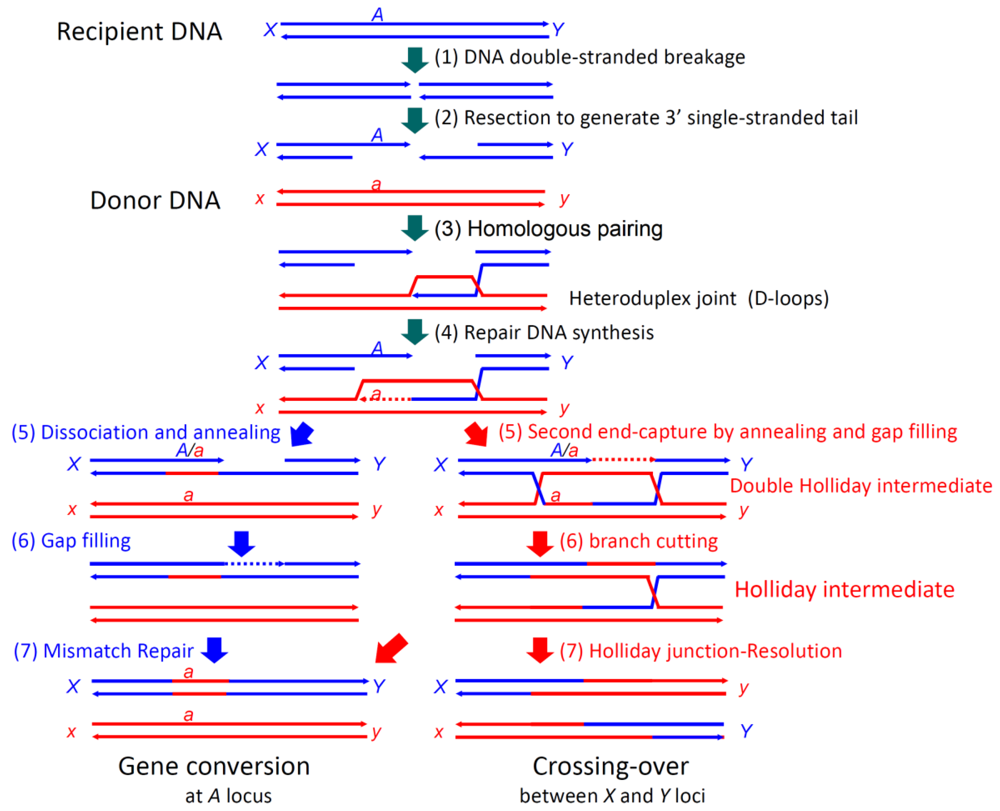 Recipient DNA
A
X Y
(1) DNA double-stranded breakage
(2) Resection to generate 3’ single-stranded tail
A
X Y
Donor DNA
a
x y
(3) Homologous pairing
Heteroduplex joint (D-loops)
(4) Repair DNA synthesis
A
X Y
a
x y
(5) Dissociation and annealing
A/a
X Y
a
x y
(6) Gap filling
(7) Mismatch Repair
a
X Y
a
x y
Gene conversion
at A locus
(5) Second end-capture by annealing and gap filling
A/a
X Y
Double Holliday intermediate
a
x y
(6) branch cutting
Holliday intermediate
(7) Holliday junction-Resolution
X y
x Y
Crossing-over
between X and Y loci